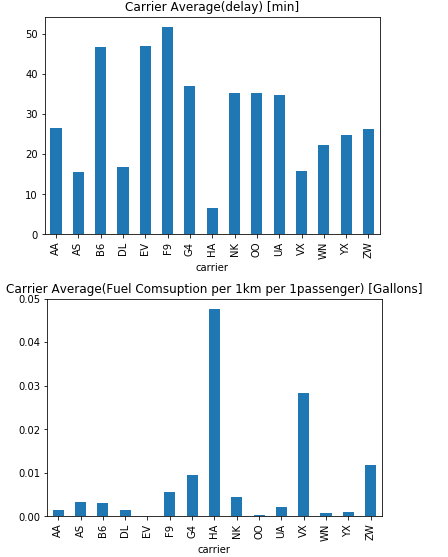 Carrier Average(delay) [min]
50
40
30
20
10
0
AA AS B6 DL EV F9 G4 HA NK OO UA VX WN YX ZW
carrier
Carrier Average(Fuel Comsuption per 1km per 1passenger) [Gallons]
0.05
0.04
0.03
0.02
0.01
0.00
AA AS B6 DL EV F9 G4 HA NK OO UA VX WN YX ZW
carrier